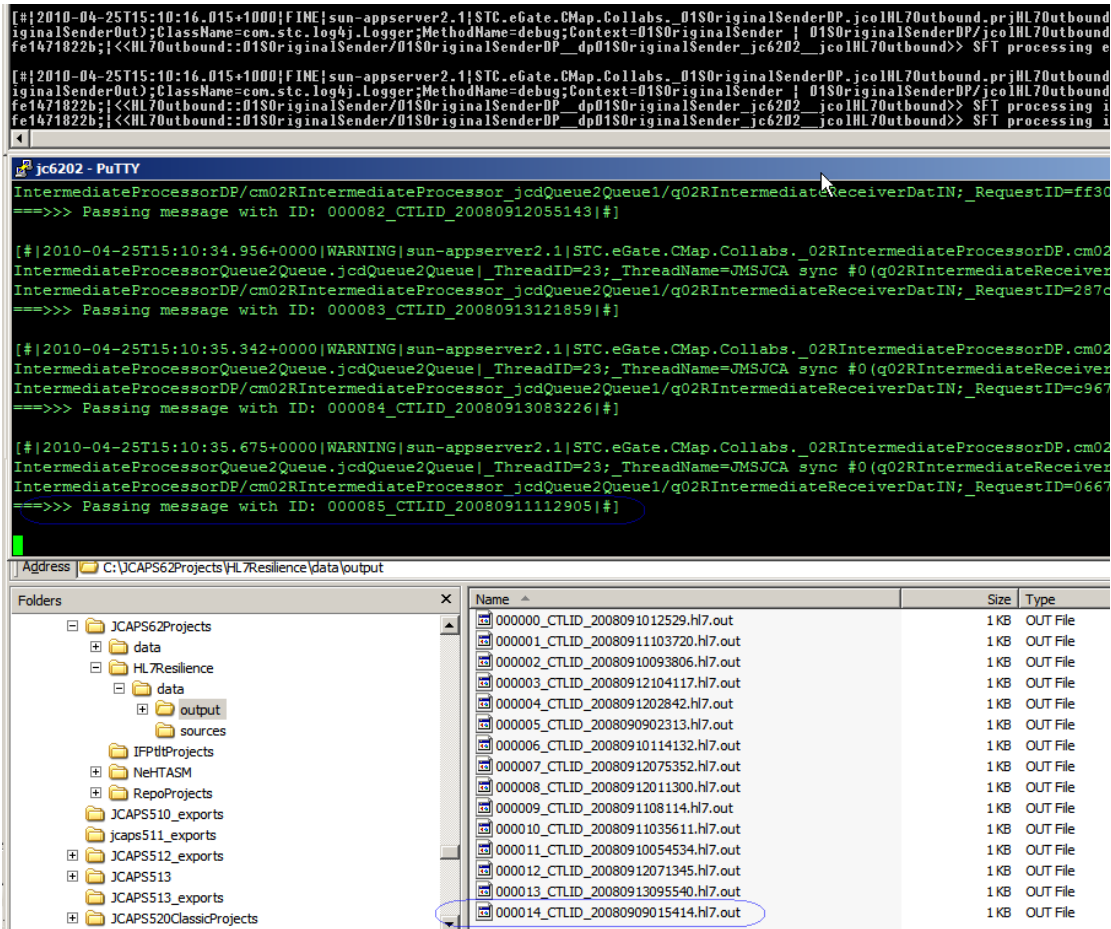 [#¦2010-04-25T15:10:16.015+1000¦FINE¦sun-appserver2.1¦STC.eGate.CMap.Collabs._01SOriginalSenderDP.jcolHL7Outbound.prjHL7Outbound
iginalSenderOut);ClassName=com.stc.log4j.Logger;MethodName=debug;Context=01SOriginalSender ¦ 01SOriginalSenderDP/jcolHL7Outbound
fe1471822b;¦<<HL7Outbound::01SOriginalSender/01SOriginalSenderDP__dp01SOriginalSender_jc6202__jcolHL7Outbound>> SFT processing e
[#¦2010-04-25T15:10:16.015+1000¦FINE¦sun-appserver2.1¦STC.eGate.CMap.Collabs._01SOriginalSenderDP.jcolHL7Outbound.prjHL7Outbound
iginalSenderOut);ClassName=com.stc.log4j.Logger;MethodName=debug;Context=01SOriginalSender ¦ 01SOriginalSenderDP/jcolHL7Outbound
fe1471822b;¦<<HL7Outbound::01SOriginalSender/01SOriginalSenderDP__dp01SOriginalSender_jc6202__jcolHL7Outbound>> SFT processing i
fe1471822b;¦<<HL7Outbound::01SOriginalSender/01SOriginalSenderDP__dp01SOriginalSender_jc6202__jcolHL7Outbound>> SFT processing i
jc6202 - PuTTY
IntermediateProcessorDP/cm02RIntermediateProcessor_jcdQueue2Queue1/q02RIntermediateReceiverDatIN;_RequestID=ff30
===>>> Passing message with ID: 000082_CTLID_20080912055143|#]
[#|2010-04-25T15:10:34.956+0000|WARNING|sun-appserver2.1|STC.eGate.CMap.Collabs._02RIntermediateProcessorDP.cm02
IntermediateProcessorQueue2Queue.jcdQueue2Queue|_ThreadID=23;_ThreadName=JMSJCA sync #0(q02RIntermediateReceiver
IntermediateProcessorDP/cm02RIntermediateProcessor_jcdQueue2Queue1/q02RIntermediateReceiverDatIN;_RequestID=287c
===>>> Passing message with ID: 000083_CTLID_20080913121859|#]
[#|2010-04-25T15:10:35.342+0000|WARNING|sun-appserver2.1|STC.eGate.CMap.Collabs._02RIntermediateProcessorDP.cm02
IntermediateProcessorQueue2Queue.jcdQueue2Queue|_ThreadID=23;_ThreadName=JMSJCA sync #0(q02RIntermediateReceiver
IntermediateProcessorDP/cm02RIntermediateProcessor_jcdQueue2Queue1/q02RIntermediateReceiverDatIN;_RequestID=c967
===>>> Passing message with ID: 000084_CTLID_20080913083226|#]
[#|2010-04-25T15:10:35.675+0000|WARNING|sun-appserver2.1|STC.eGate.CMap.Collabs._02RIntermediateProcessorDP.cm02
IntermediateProcessorQueue2Queue.jcdQueue2Queue|_ThreadID=23;_ThreadName=JMSJCA sync #0(q02RIntermediateReceiver
IntermediateProcessorDP/cm02RIntermediateProcessor_jcdQueue2Queue1/q02RIntermediateReceiverDatIN;_RequestID=0667
===>>> Passing message with ID: 000085_CTLID_20080911112905|#]
Address C:\JCAPS62Projects\HL7Resilience\data\output
Folders
JCAPS62Projects
data
HL7Resilience
data
output
sources
IFPtltProjects
NeHTASM
RepoProjects
JCAPS510_exports
jcaps511_exports
JCAPS512_exports
JCAPS513
JCAPS513_exports
JCAPS520ClassicProjects
Name Size Type
000000_CTLID_2008091012529.hl7.out 1 KB OUT File
000001_CTLID_20080911103720.hl7.out 1 KB OUT File
000002_CTLID_20080910093806.hl7.out 1 KB OUT File
000003_CTLID_20080912104117.hl7.out 1 KB OUT File
000004_CTLID_20080912​02842.hl7.out 1 KB OUT File
000005_CTLID_20080909​02313.hl7.out 1 KB OUT File
000006_CTLID_20080910114132.hl7.out 1 KB OUT File
000007_CTLID_20080912075352.hl7.out 1 KB OUT File
000008_CTLID_20080912011300.hl7.out 1 KB OUT File
000009_CTLID_2008091108114.hl7.out 1 KB OUT File
000010_CTLID_20080911035611.hl7.out 1 KB OUT File
000011_CTLID_20080910054534.hl7.out 1 KB OUT File
000012_CTLID_20080912071345.hl7.out 1 KB OUT File
000013_CTLID_20080913095540.hl7.out 1 KB OUT File
000014_CTLID_20080909015414.hl7.out 1 KB OUT File